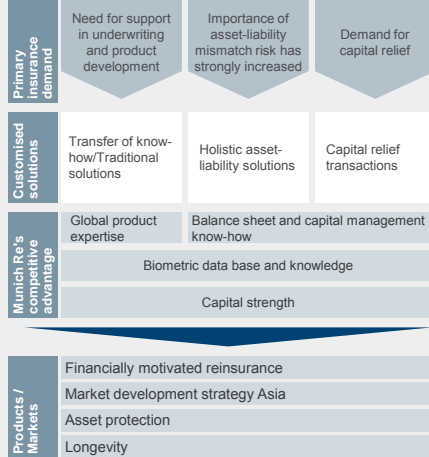 Primary
insurance
demand
Need for support
in underwriting
and product
development
Importance of
asset-liability
mismatch risk has
strongly increased
Demand for
capital relief
Customised
solutions
Transfer of know-
how/Traditional
solutions
Holistic asset-
liability solutions
Capital relief
transactions
Munich Re's
competitive
advantage
Global product
expertise
Balance sheet and capital management
know-how
Biometric data base and knowledge
Capital strength
Products /
Markets
Financially motivated reinsurance
Market development strategy Asia
Asset protection
Longevity